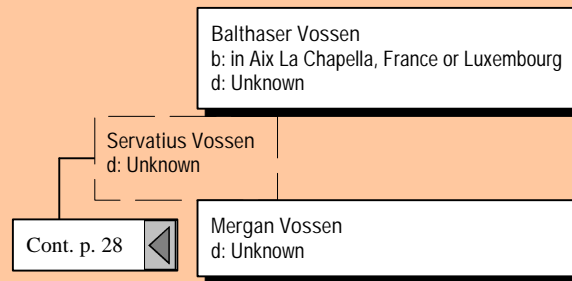 Balthaser Vossen
b: in Aix La Chapella, France or Luxembourg
d: Unknown
Servatius Vossen
d: Unknown
Cont. p. 28
Mergan Vossen
d: Unknown